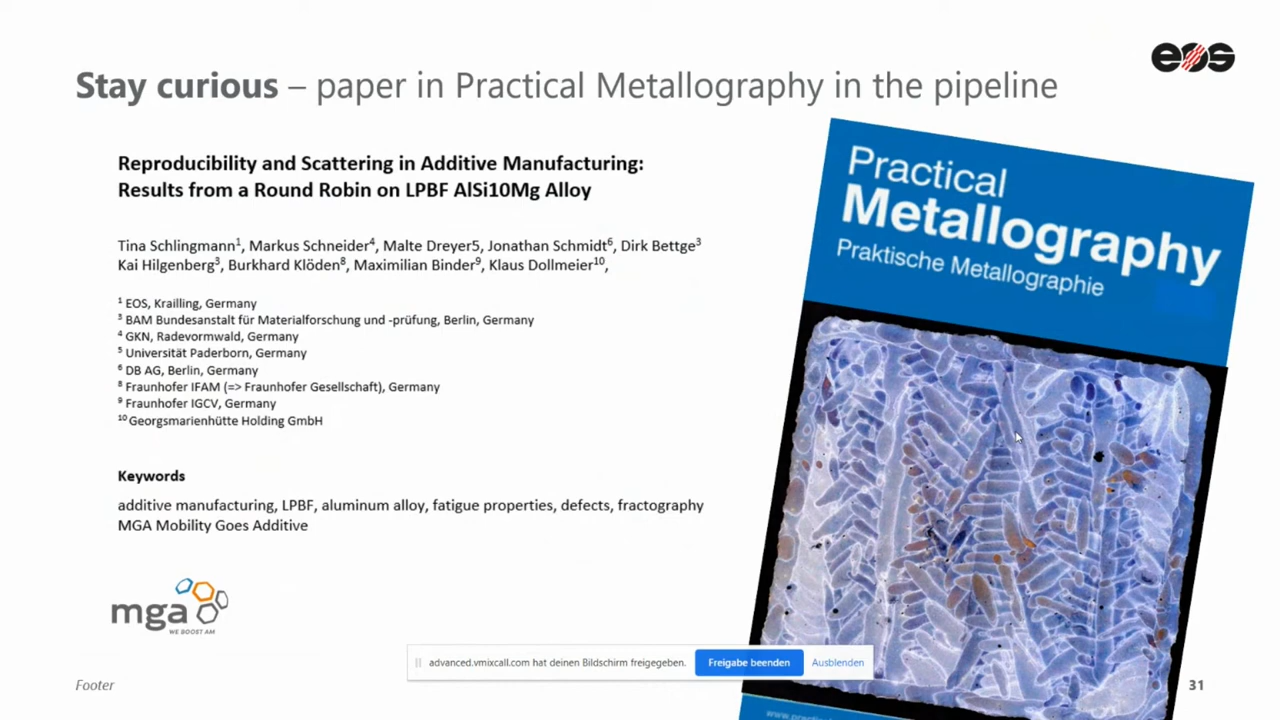 eos
Stay curious – paper in Practical Metallography in the pipeline
Reproducibility and Scattering in Additive Manufacturing:
Results from a Round Robin on LPBF AlSi10Mg Alloy
Tina Schlingmann¹, Markus Schneider⁴, Malte Dreyer5, Jonathan Schmidt⁶, Dirk Bettge³
Kai Hilgenberg³, Burkhard Klöden⁸, Maximilian Binder⁹, Klaus Dollmeier¹⁰,
¹ EOS, Krailling, Germany
³ BAM Bundesanstalt für Materialforschung und -prüfung, Berlin, Germany
⁴ GKN, Radevormwald, Germany
⁵ Universität Paderborn, Germany
⁶ DB AG, Berlin, Germany
⁸ Fraunhofer IFAM (=> Fraunhofer Gesellschaft), Germany
⁹ Fraunhofer IGCV, Germany
¹⁰ Georgsmarienhütte Holding GmbH
Keywords
additive manufacturing, LPBF, aluminum alloy, fatigue properties, defects, fractography
MGA Mobility Goes Additive
mga
WE BOOST AM
Practical
Metallography
Praktische Metallographie
advanced.vmixcall.com hat deinen Bildschirm freigegeben.
Freigabe beenden
Ausblenden
Footer
31